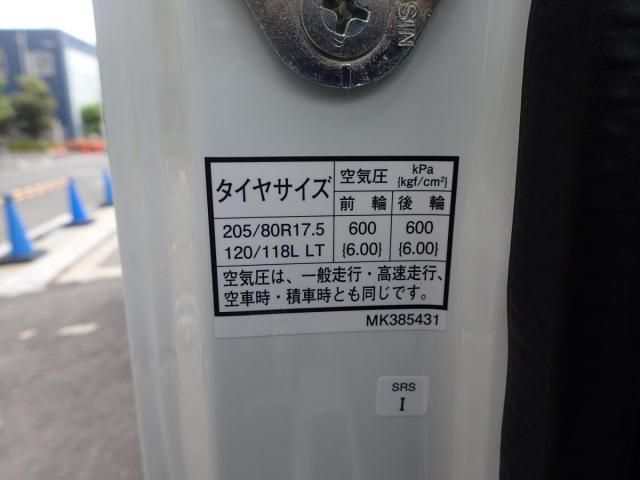 SIN
タイヤサイズ 空気圧 kPa {kgf/cm²}
前輪 後輪
205/80R17.5 600 600
120/118L LT {6.00} {6.00}
空気圧は、一般走行・高速走行、
空車時・積車時とも同じです。
MK385431
SRS
I